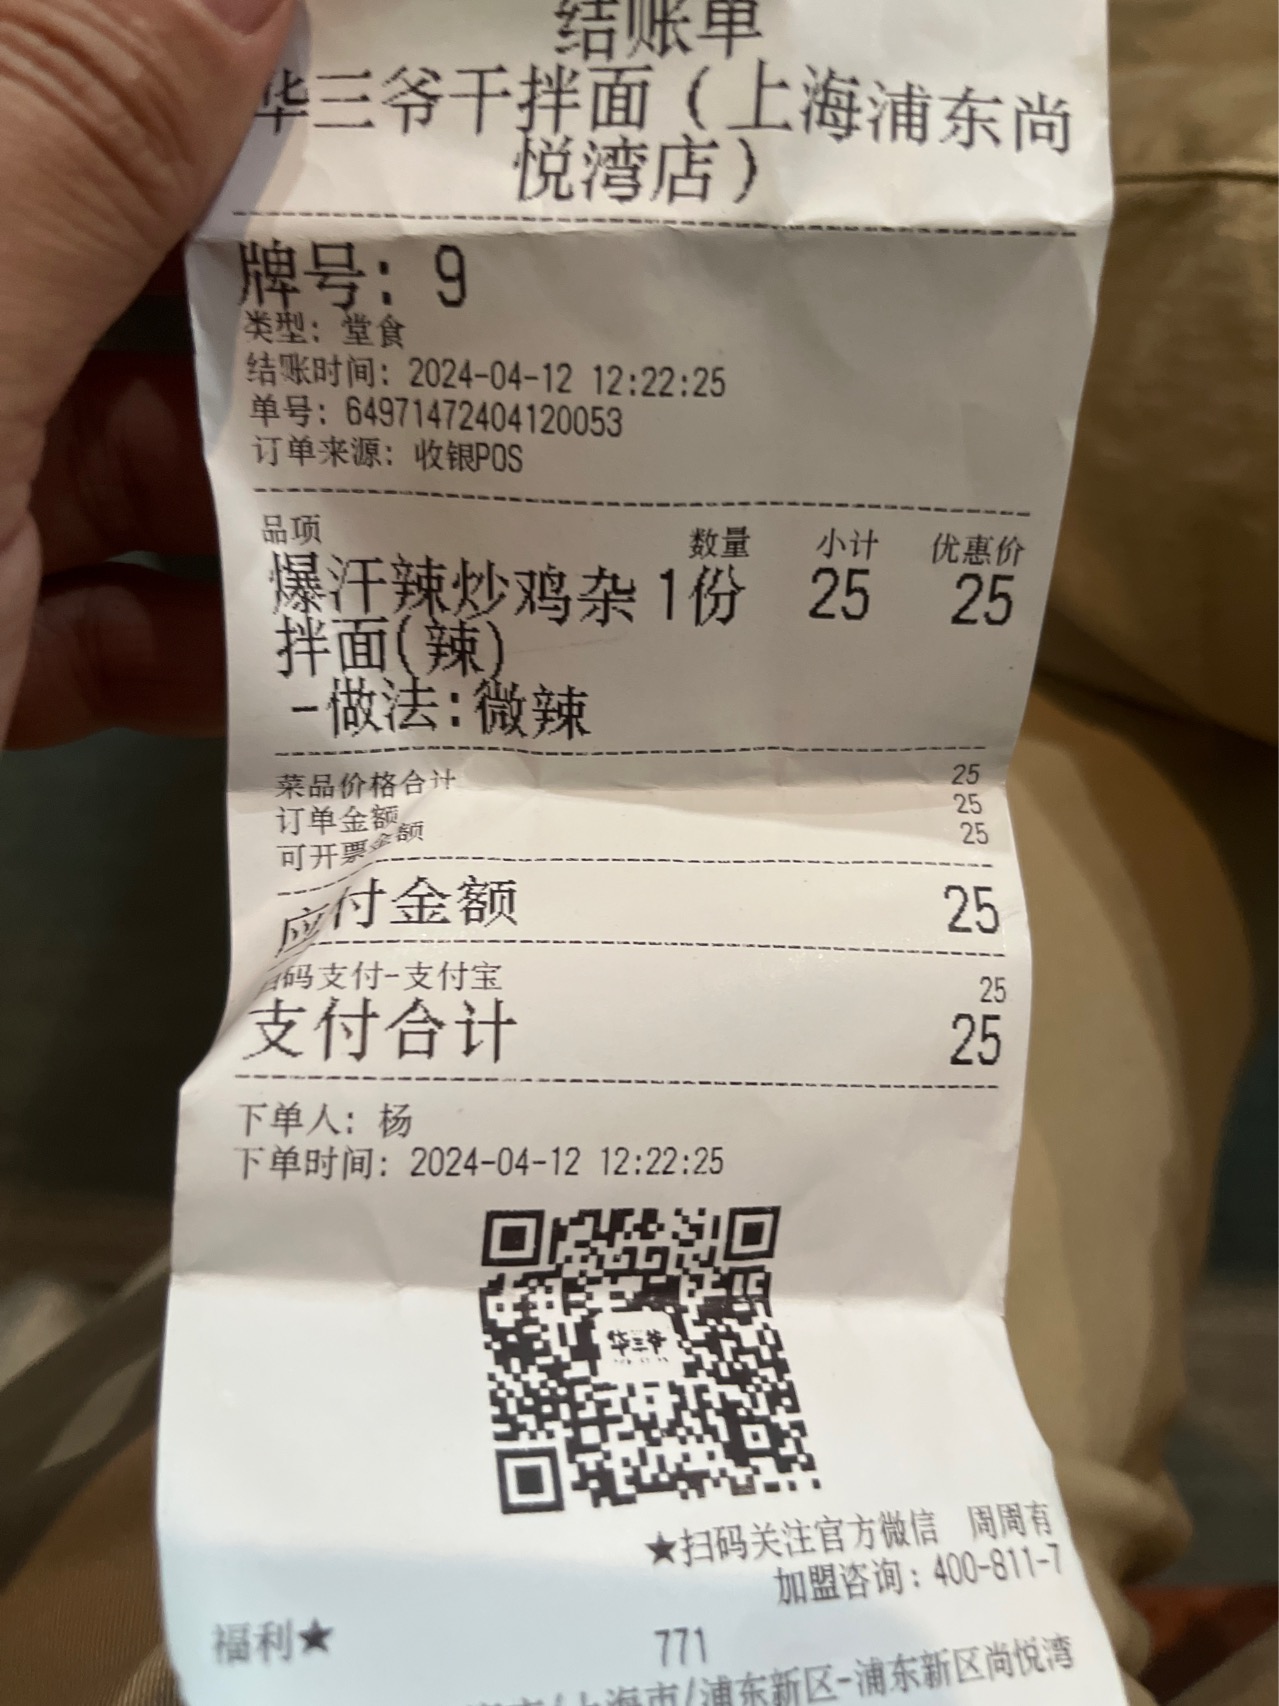 结账单
华三爷干拌面（上海浦东尚
悦湾店）
牌号：9
类型：堂食
结账时间：2024-04-12 12:22:25
单号：64971472404120053
订单来源：收银POS
品项 数量 小计 优惠价
爆汗辣炒鸡杂 1份 25 25
拌面(辣)
-做法:微辣
菜品价格合计 25
订单金额 25
可开票金额 25
应付金额 25
扫码支付-支付宝 25
支付合计 25
下单人：杨
下单时间：2024-04-12 12:22:25
华三爷
★扫码关注官方微信 周周有
加盟咨询：400-811-7
福利★ 771
上海市/浦东新区-浦东新区尚悦湾